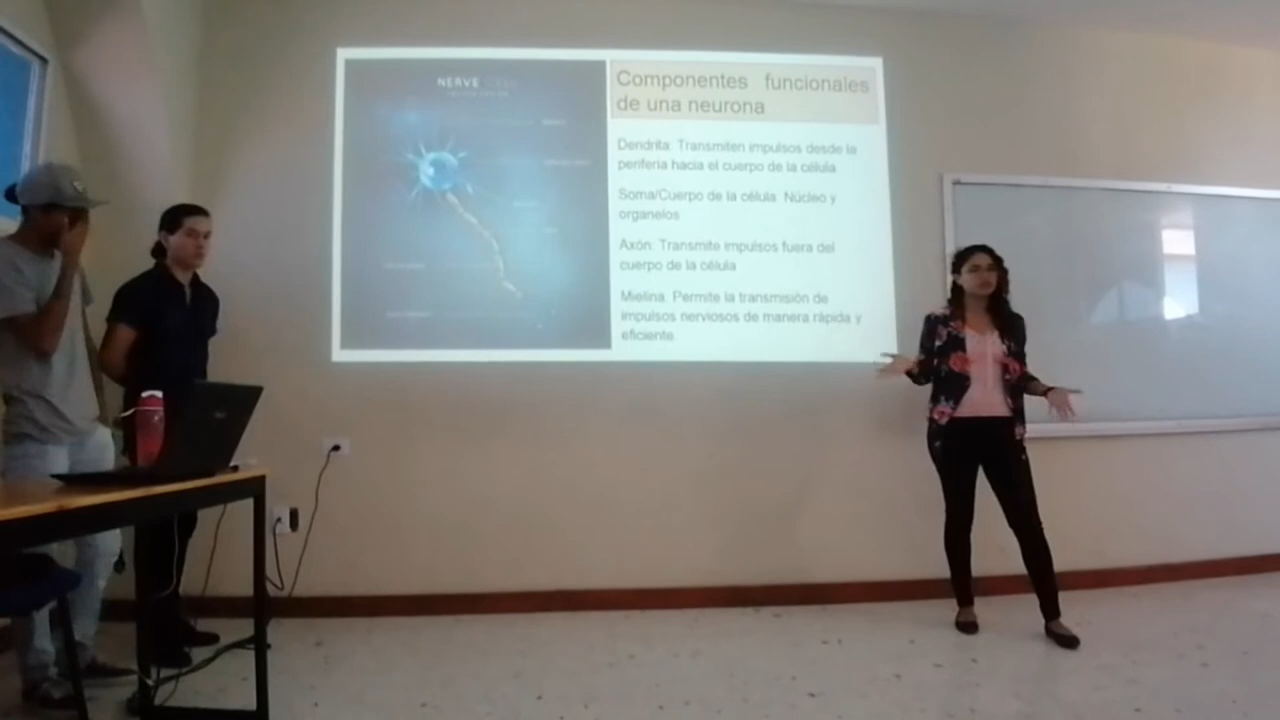 NERVE CELL
Componentes funcionales
de una neurona
Dendrita: Transmiten impulsos desde la
periferia hacia el cuerpo de la célula
Soma/Cuerpo de la célula: Núcleo y
organelos
Axón: Transmite impulsos fuera del
cuerpo de la célula
Mielina: Permite la transmisión de
impulsos nerviosos de manera rápida y
eficiente.